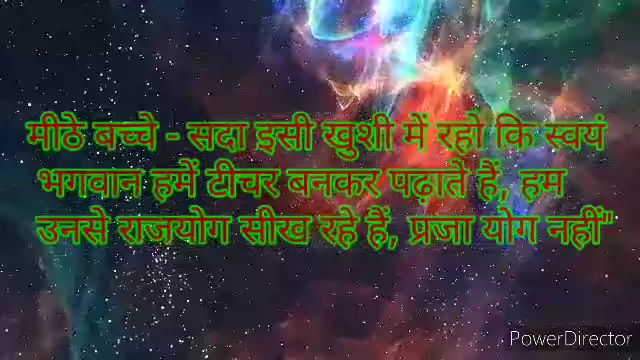 मीठे बच्चे - सदा इसी खुशी में रहो कि स्वयं
भगवान हमें टीचर बनकर पढ़ाते हैं, हम
उनसे राजयोग सीख रहे हैं, प्रजा योग नहीं"
PowerDirector